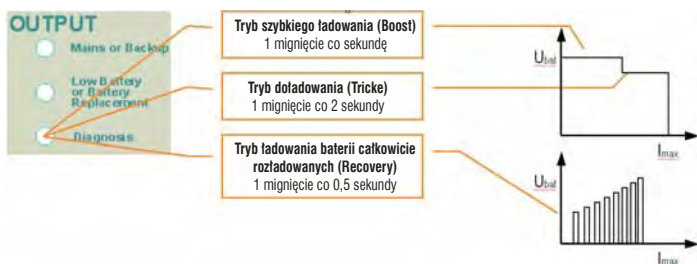 OUTPUT
Mains or Backup
Low Battery
or Battery
Replacement
Diagnosis
Tryb szybkiego ładowania (Boost)
1 mignięcie co sekundę
Tryb doładowania (Tricke)
1 mignięcie co 2 sekundy
Tryb ładowania baterii całkowicie
rozładowanych (Recovery)
1 mignięcie co 0,5 sekundy
Ubat
Imax
Ubat
Imax